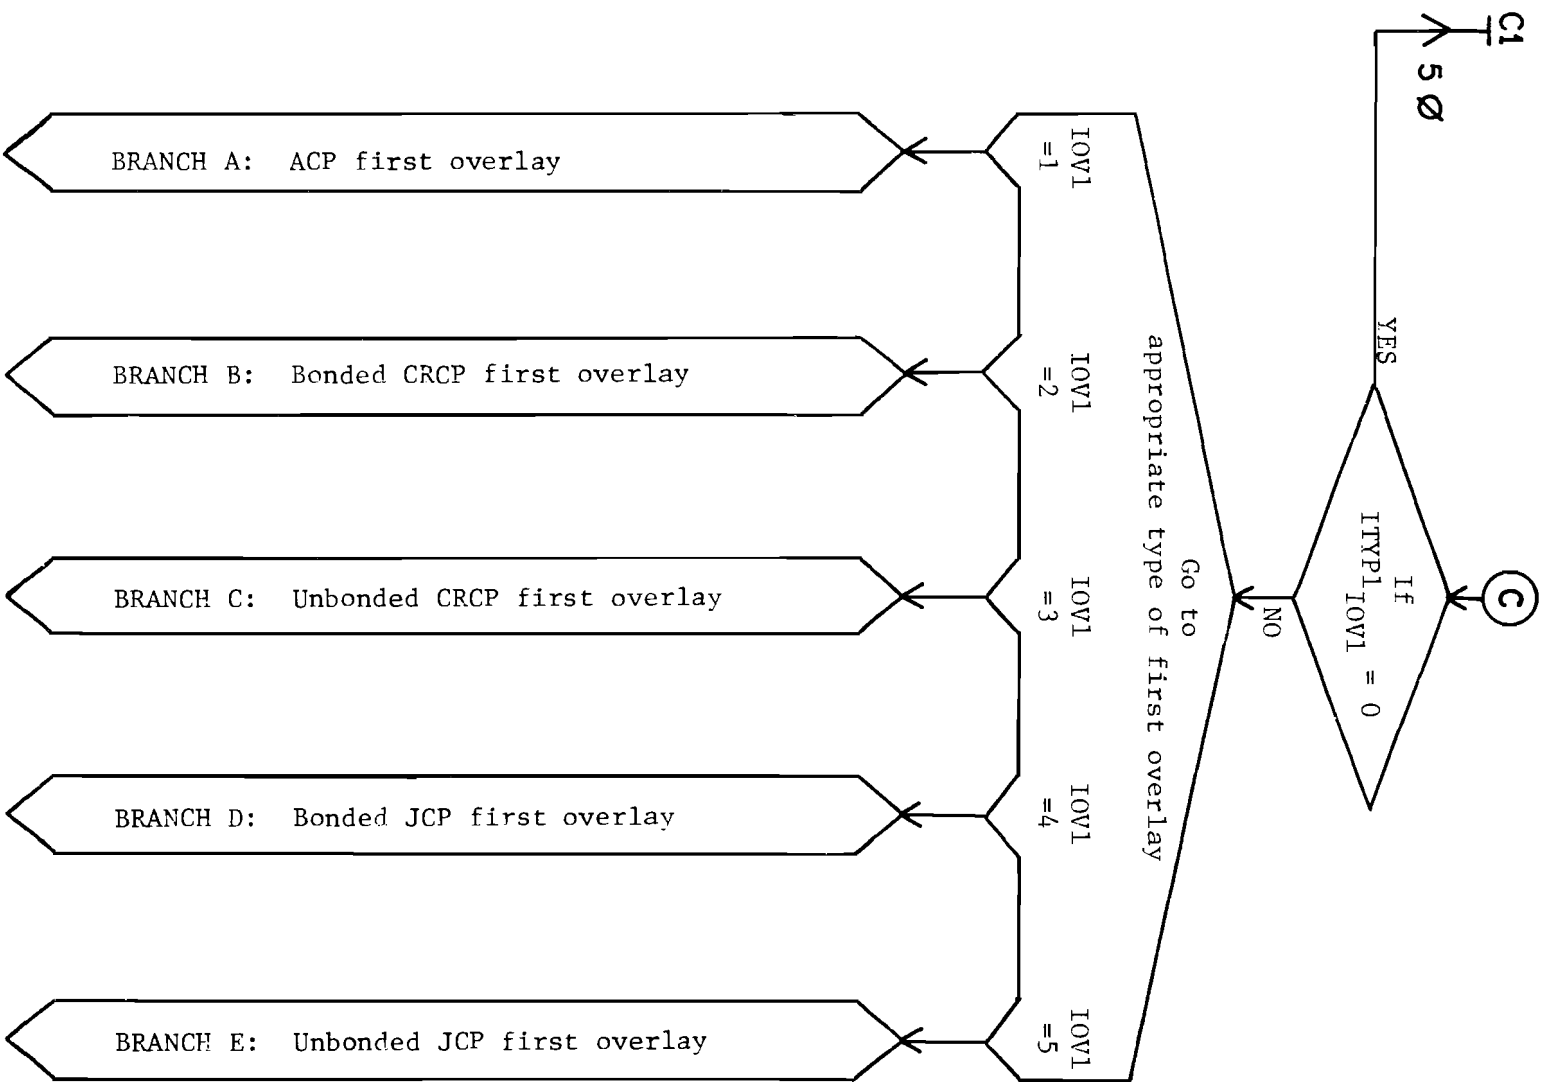 C
If
ITYP1 IOV1 = 0
YES
C1
5 Ø
NO
Go to
appropriate type of first overlay
IOV1
=1
IOV1
=2
IOV1
=3
IOV1
=4
IOV1
=5
BRANCH A: ACP first overlay
BRANCH B: Bonded CRCP first overlay
BRANCH C: Unbonded CRCP first overlay
BRANCH D: Bonded JCP first overlay
BRANCH E: Unbonded JCP first overlay